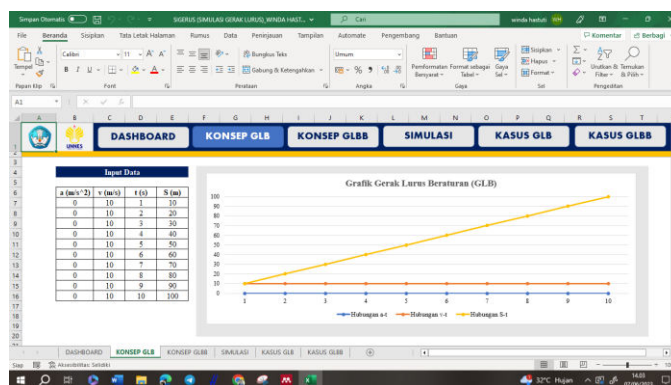 Simpan Otomatis
SIGERUS (SIMULASI GERAK LURUS)_WINDA HAST...
Cari
winda hastuti
WH
File Beranda Sisipkan Tata Letak Halaman Rumus Data Peninjauan Tampilan Automate Pengembang Bantuan
Komentar
Berbagi
Tempel
Calibri 11 A A
B I U A
Bungkus Teks
Gabung & Ketengahkan
Umum
% 
Pemformatan Bersyarat
Format sebagai Tabel
Gaya Sel
Sisipkan
Hapus
Format
Urutkan & Filter
Temukan & Pilih
Papan Klip Font Perataan Angka Gaya Sel Pengeditan
A1
fx
A B C D E F G H I J K L M N O P Q R S T
UNNES
DASHBOARD KONSEP GLB KONSEP GLBB SIMULASI KASUS GLB KASUS GLBB
Input Data
a (m/s^2) v (m/s) t (s) S (m)
0 10 1 10
0 10 2 20
0 10 3 30
0 10 4 40
0 10 5 50
0 10 6 60
0 10 7 70
0 10 8 80
0 10 9 90
0 10 10 100
Grafik Gerak Lurus Beraturan (GLB)
100
90
80
70
60
50
40
30
20
10
0
1 2 3 4 5 6 7 8 9 10
Hubungan a-t Hubungan v-t Hubungan S-t
DASHBOARD KONSEP GLB KONSEP GLBB SIMULASI KASUS GLB KASUS GLBB
Siap
Aksesibilitas: Selidiki
32°C Hujan
14.03